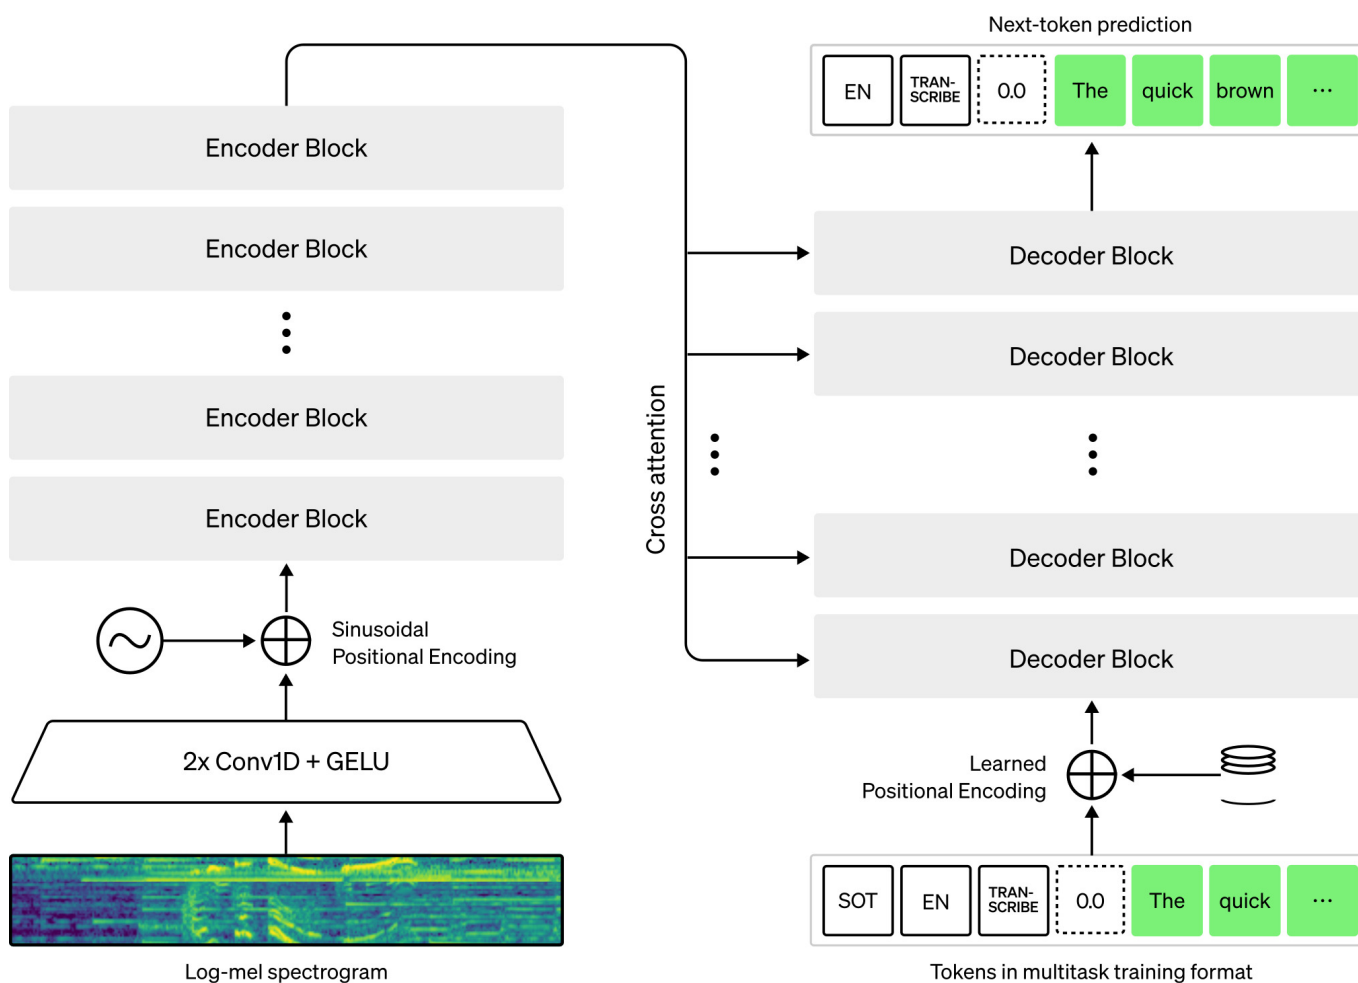 Next-token prediction
EN TRAN-SCRIBE 0.0 The quick brown ...
Encoder Block
Encoder Block
Encoder Block
Encoder Block
Cross attention
Decoder Block
Decoder Block
Decoder Block
Decoder Block
Sinusoidal
Positional Encoding
2x Conv1D + GELU
Log-mel spectrogram
Learned
Positional Encoding
SOT EN TRAN-SCRIBE 0.0 The quick ...
Tokens in multitask training format